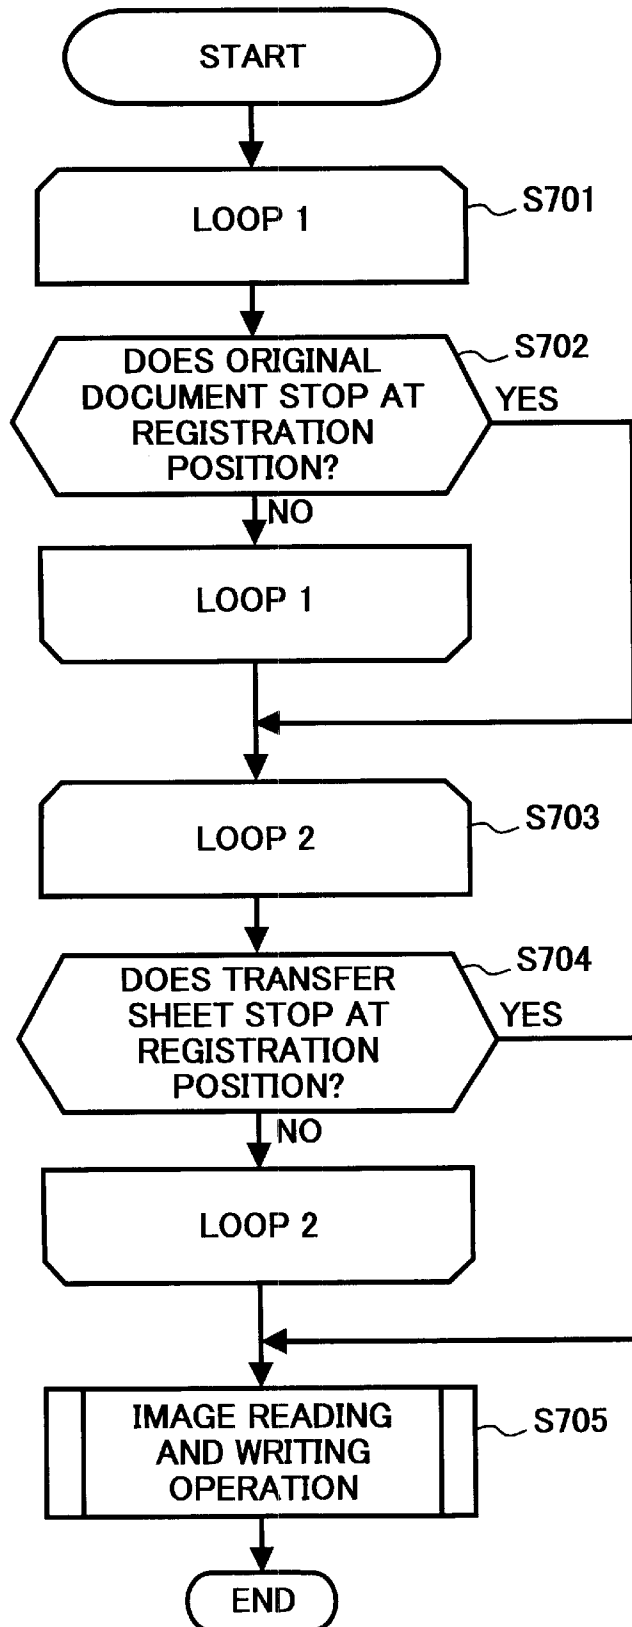 START
LOOP 1
S701
DOES ORIGINAL
DOCUMENT STOP AT
REGISTRATION
POSITION?
S702
YES
NO
LOOP 1
LOOP 2
S703
DOES TRANSFER
SHEET STOP AT
REGISTRATION
POSITION?
S704
YES
NO
LOOP 2
IMAGE READING
AND WRITING
OPERATION
S705
END